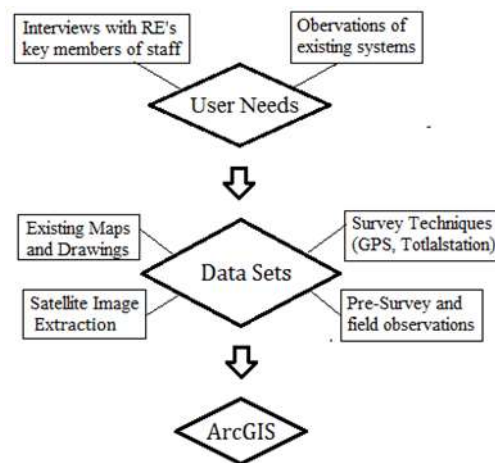 Interviews with RE's
key members of staff
Obervations of
existing systems
User Needs
Existing Maps
and Drawings
Survey Techniques
(GPS, Totlalstation)
Data Sets
Satellite Image
Extraction
Pre-Survey and
field observations
ArcGIS